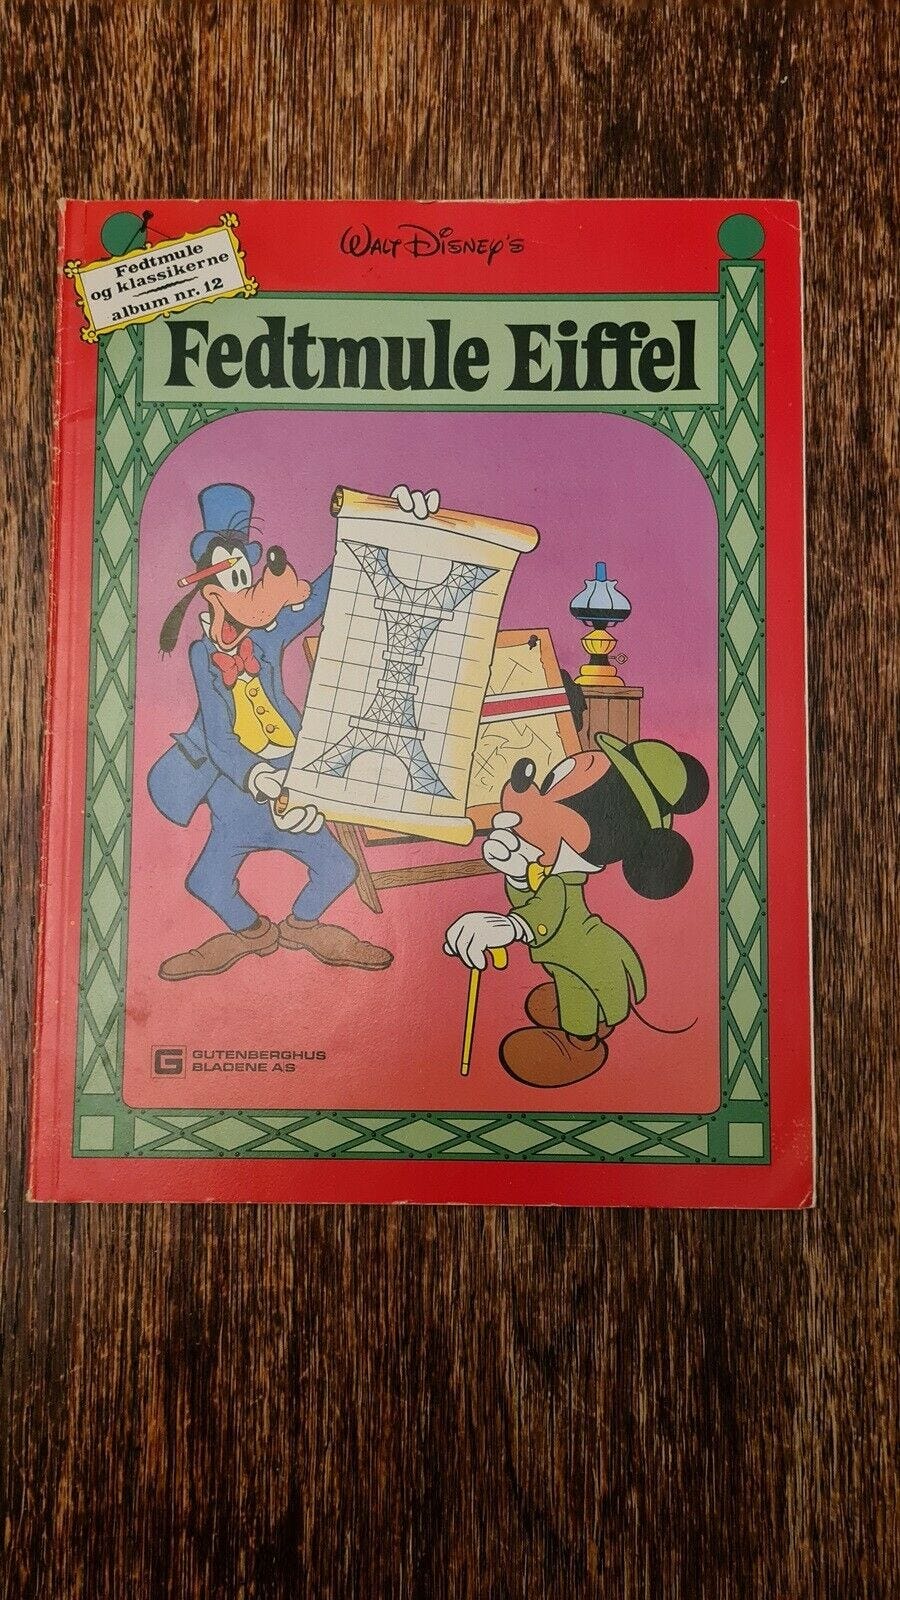 Walt Disney's
Fedtmule
og klassikerne
album nr. 12
Fedtmule Eiffel
G GUTENBERGHUS
BLADENE A/S